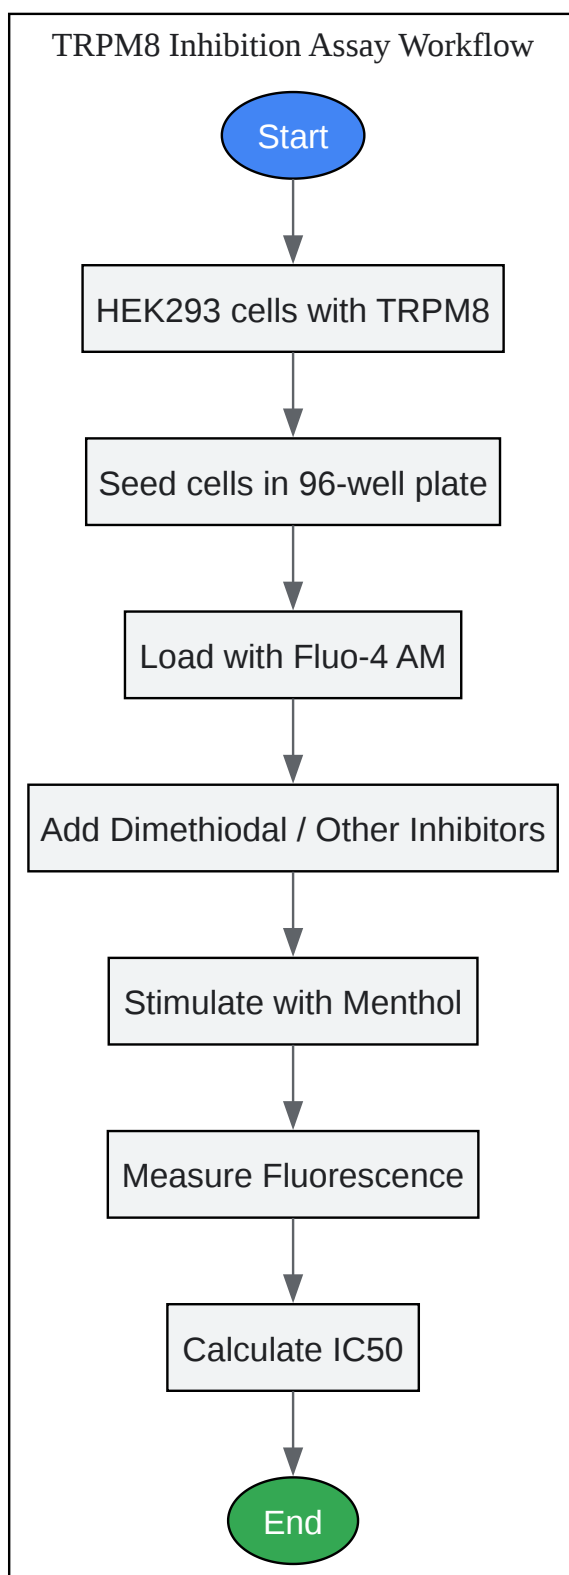 TRPM8 Inhibition Assay Workflow
Start
HEK293 cells with TRPM8
Seed cells in 96-well plate
Load with Fluo-4 AM
Add Dimethiodal / Other Inhibitors
Stimulate with Menthol
Measure Fluorescence
Calculate IC50
End